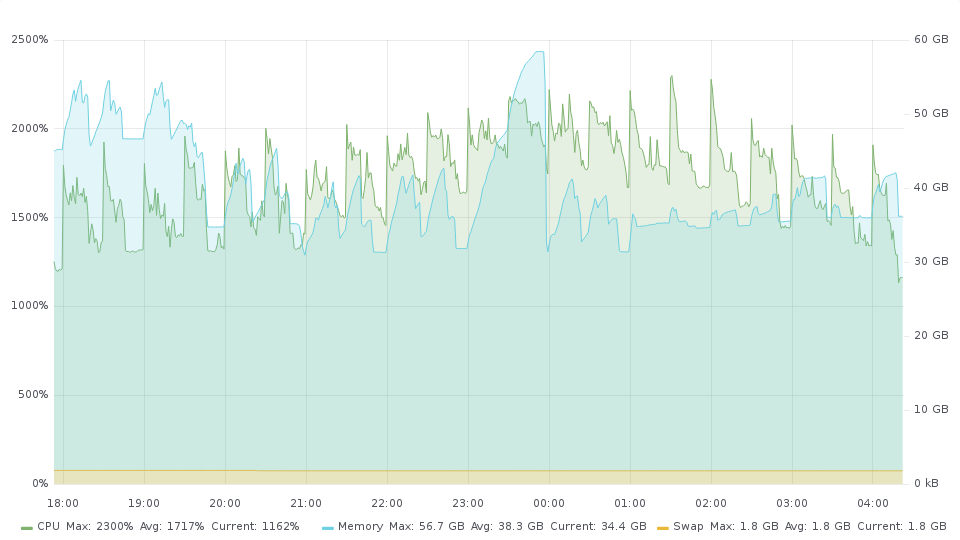 2500%
60 GB
2000%
50 GB
40 GB
1500%
30 GB
1000%
20 GB
500%
10 GB
0%
0 kB
18:00 19:00 20:00 21:00 22:00 23:00 00:00 01:00 02:00 03:00 04:00
CPU Max: 2300% Avg: 1717% Current: 1162% Memory Max: 56.7 GB Avg: 38.3 GB Current: 34.4 GB Swap Max: 1.8 GB Avg: 1.8 GB Current: 1.8 GB